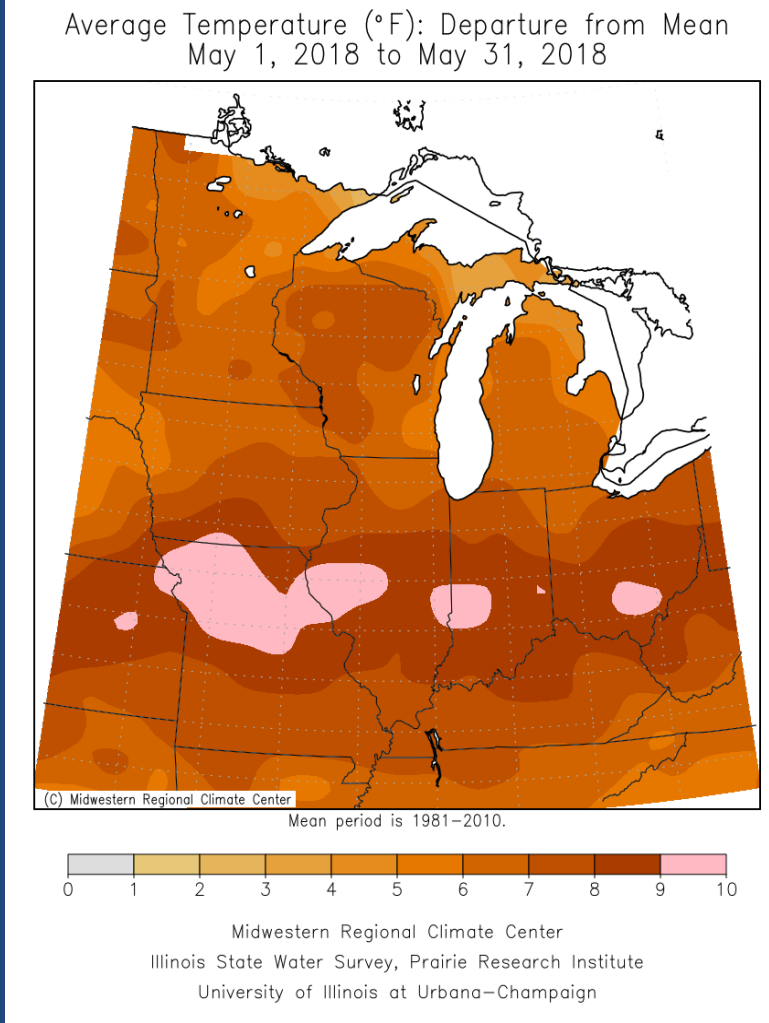 Average Temperature (°F): Departure from Mean
May 1, 2018 to May 31, 2018
(C) Midwestern Regional Climate Center
Mean period is 1981-2010.
0 1 2 3 4 5 6 7 8 9 10
Midwestern Regional Climate Center
Illinois State Water Survey, Prairie Research Institute
University of Illinois at Urbana-Champaign